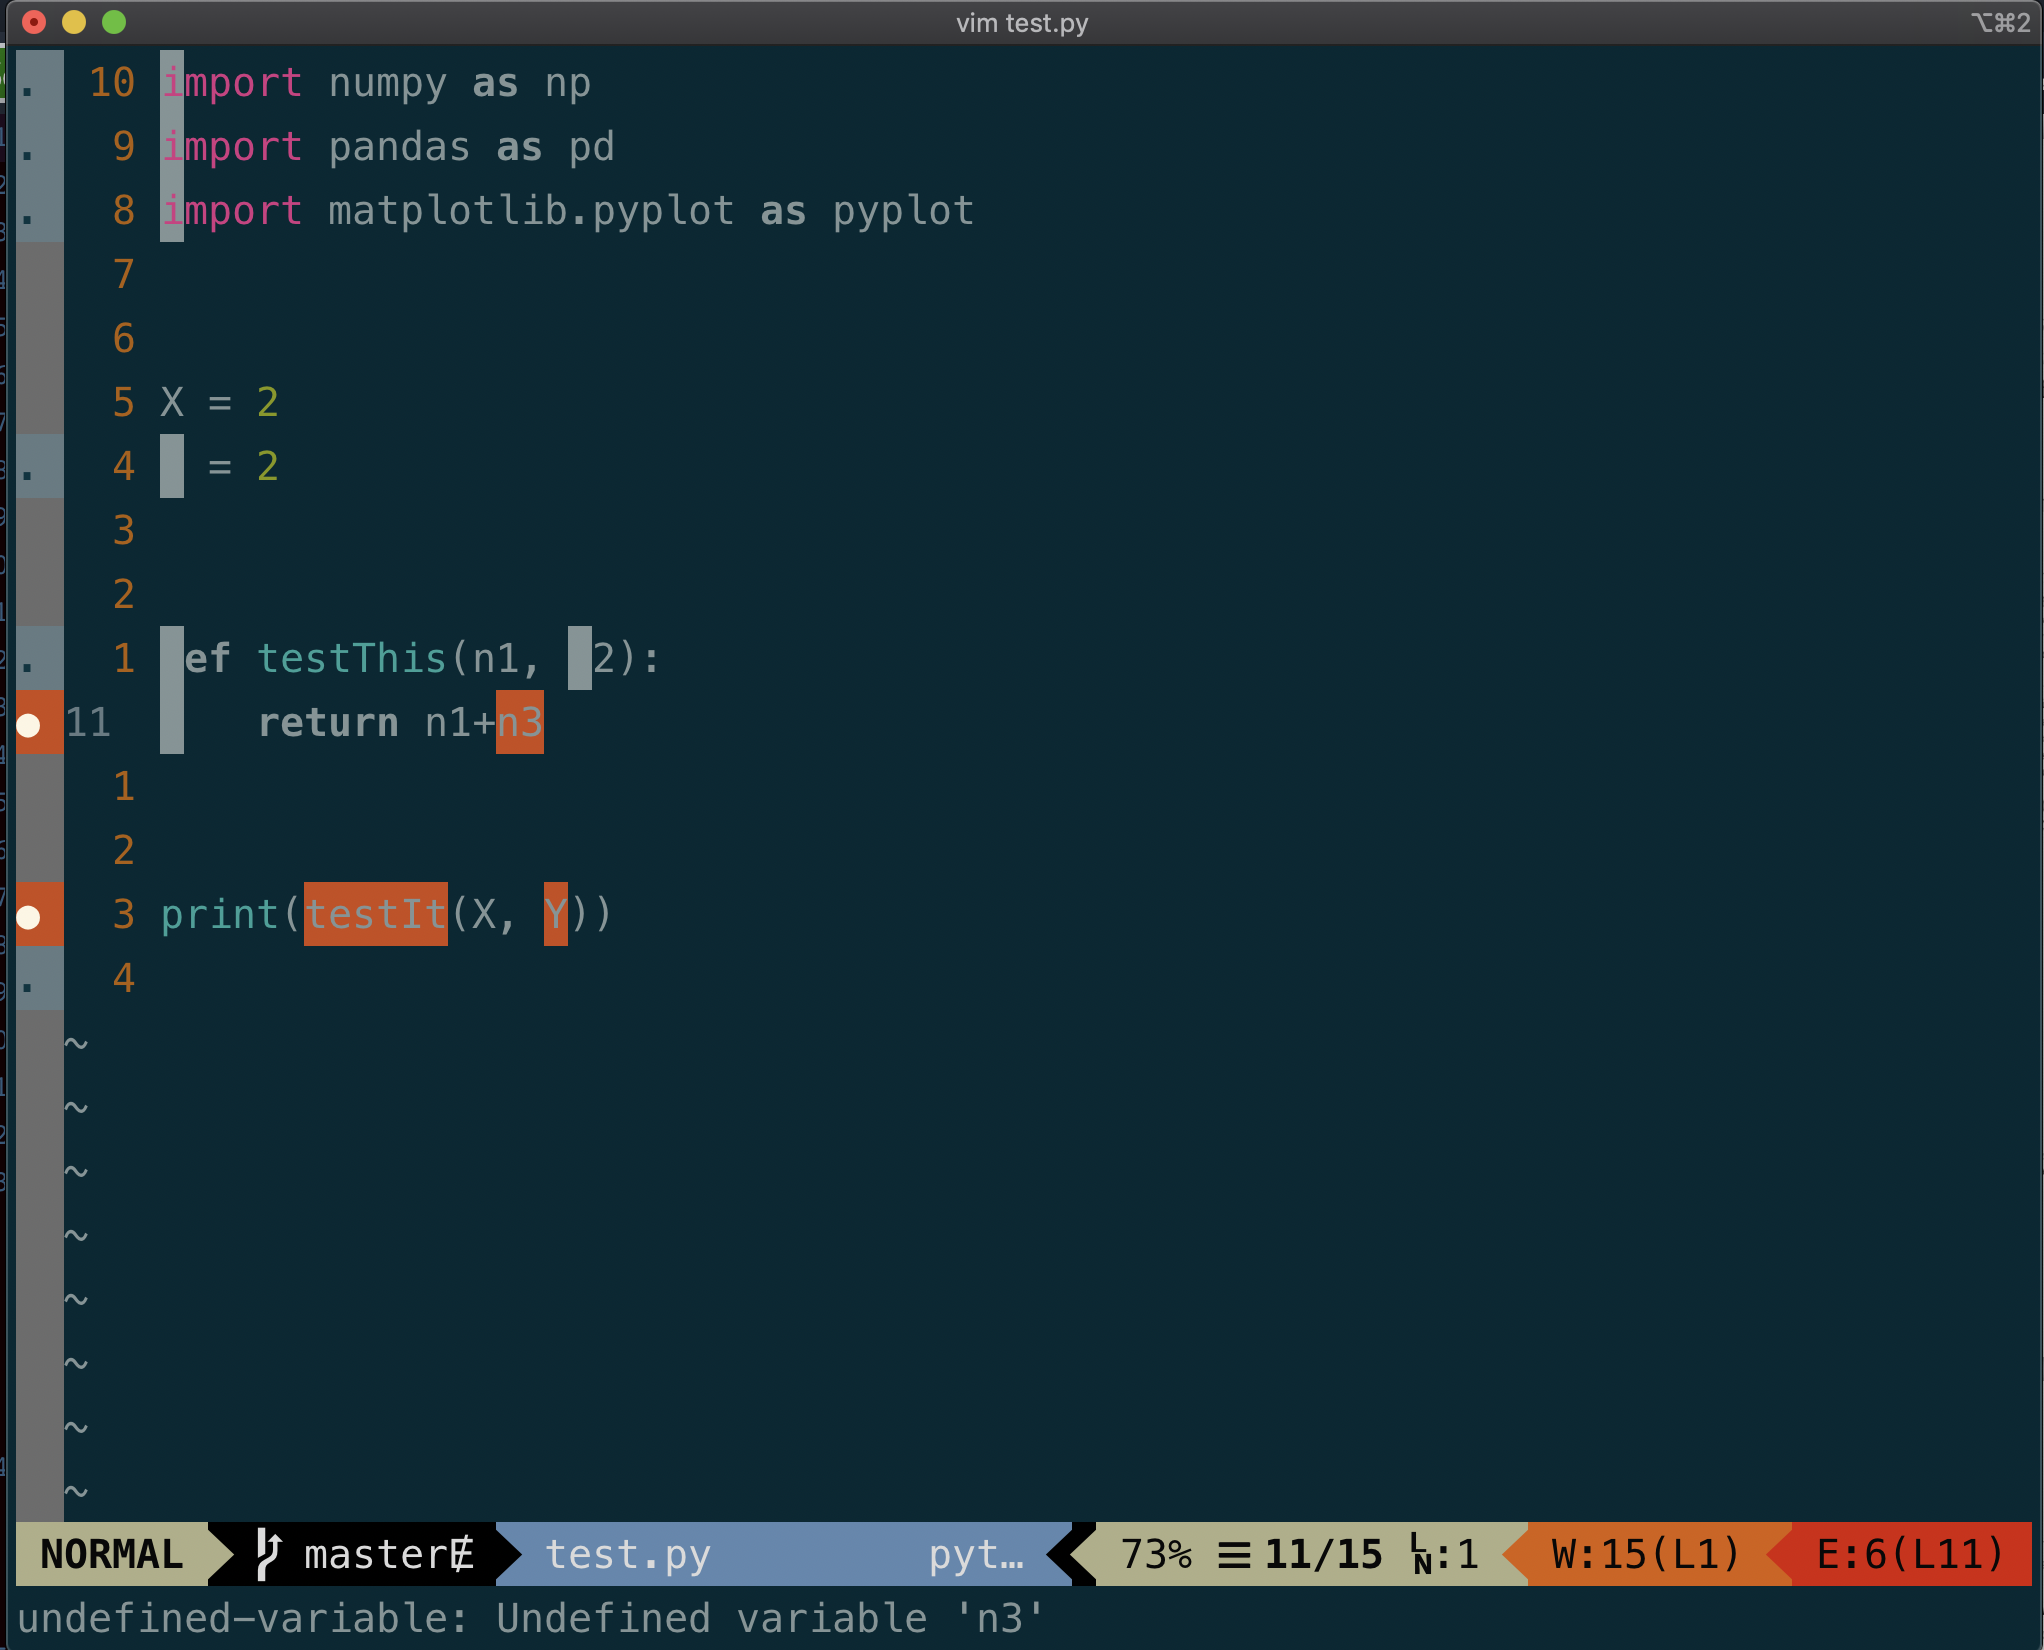 vim test.py ⌥⌘2
. 10 import numpy as np
. 9 import pandas as pd
. 8 import matplotlib.pyplot as pyplot
7
6
5 X = 2
. 4 = 2
3
2
. 1 ef testThis(n1, 2):
● 11 return n1+n3
1
2
● 3 print(testIt(X, Y))
. 4
~
~
~
~
~
~
~
~
NORMAL masterɆ test.py pyt… 73% ☰ 11/15 LN:1 W:15(L1) E:6(L11)
undefined-variable: Undefined variable 'n3'